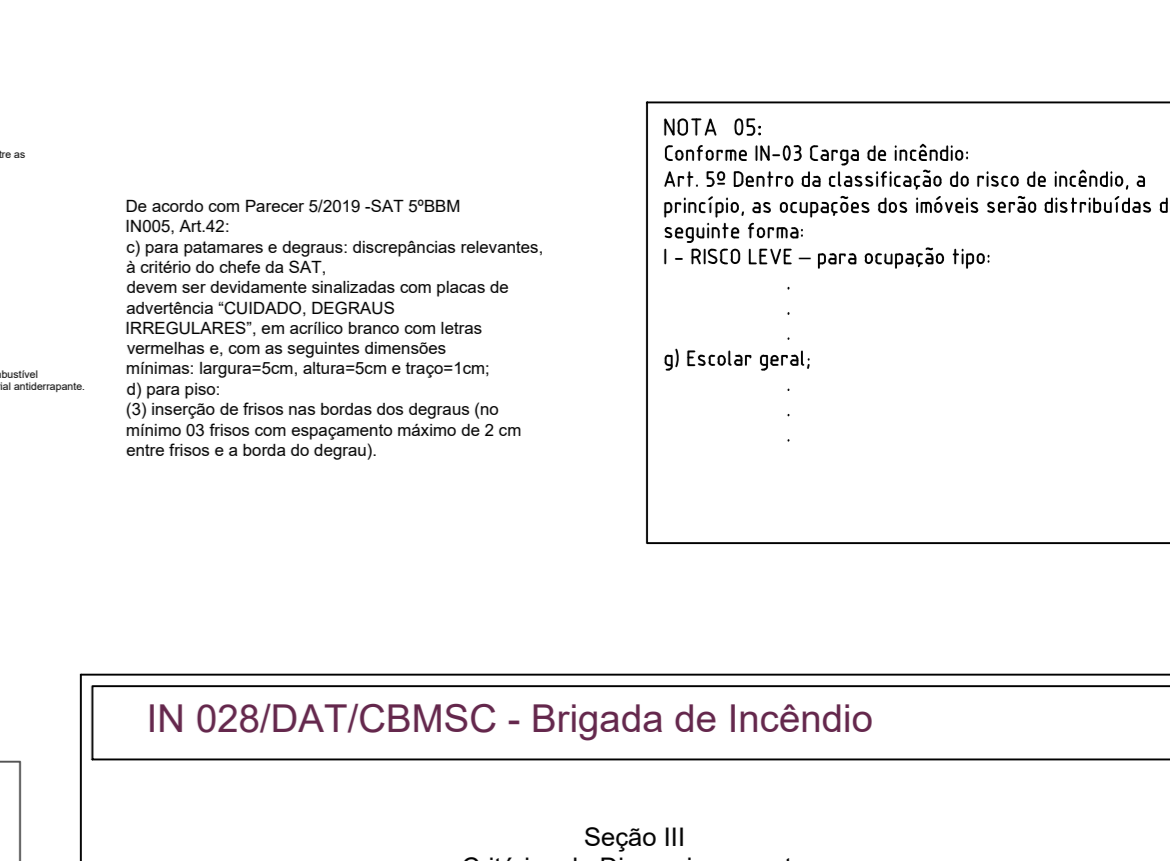 tre as
De acordo com Parecer 5/2019 -SAT 5ºBBM
IN005, Art.42:
c) para patamares e degraus: discrepâncias relevantes,
à critério do chefe da SAT,
devem ser devidamente sinalizadas com placas de
advertência “CUIDADO, DEGRAUS
IRREGULARES”, em acrílico branco com letras
vermelhas e, com as seguintes dimensões
mínimas: largura=5cm, altura=5cm e traço=1cm;
d) para piso:
(3) inserção de frisos nas bordas dos degraus (no
mínimo 03 frisos com espaçamento máximo de 2 cm
entre frisos e a borda do degrau).
mbustível
ial antiderrapante.
NOTA 05:
Conforme IN-03 Carga de incêndio:
Art. 5º Dentro da classificação do risco de incêndio, a
princípio, as ocupações dos imóveis serão distribuídas d
seguinte forma:
I - RISCO LEVE – para ocupação tipo:
.
.
.
g) Escolar geral;
.
.
.
IN 028/DAT/CBMSC - Brigada de Incêndio
Seção III